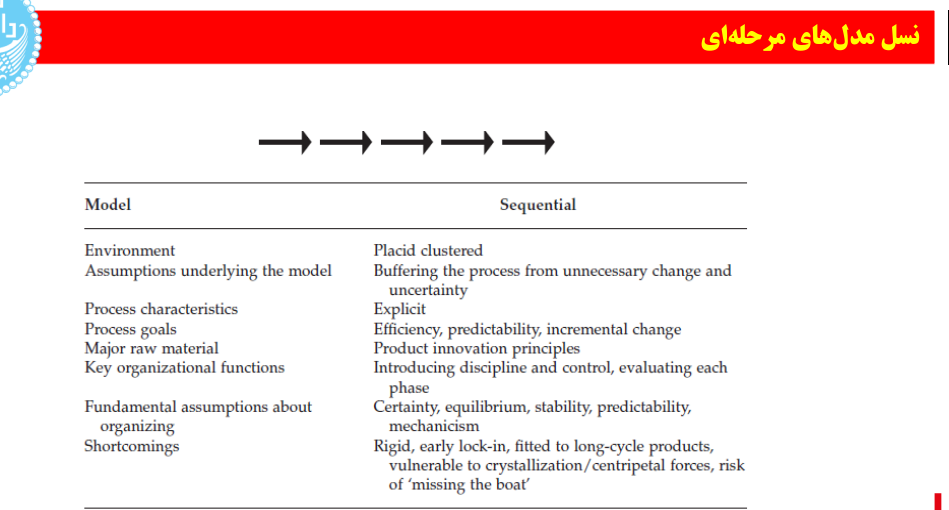 نسل مدل‌های مرحله‌ای
Model Sequential
Environment Placid clustered
Assumptions underlying the model Buffering the process from unnecessary change and
uncertainty
Process characteristics Explicit
Process goals Efficiency, predictability, incremental change
Major raw material Product innovation principles
Key organizational functions Introducing discipline and control, evaluating each
phase
Fundamental assumptions about Certainty, equilibrium, stability, predictability,
organizing mechanicism
Shortcomings Rigid, early lock-in, fitted to long-cycle products,
vulnerable to crystallization/centripetal forces, risk
of ‘missing the boat’